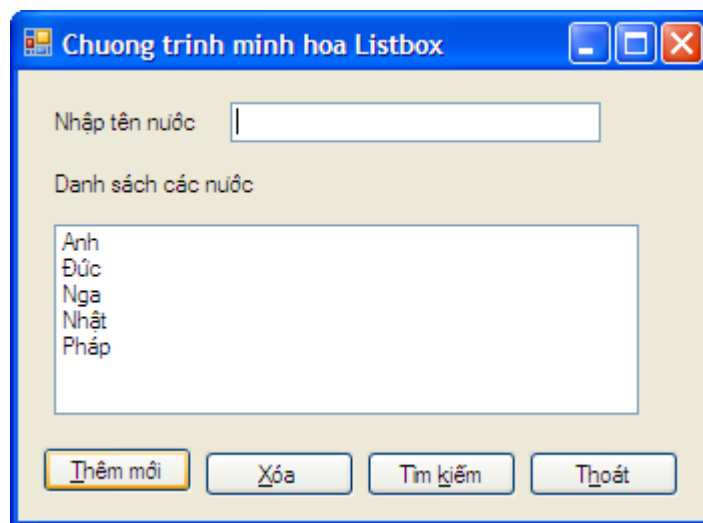 Chuong trinh minh hoa Listbox
Nhập tên nước
Danh sách các nước
Anh
Đức
Nga
Nhật
Pháp
Thêm mới Xóa Tìm kiếm Thoát